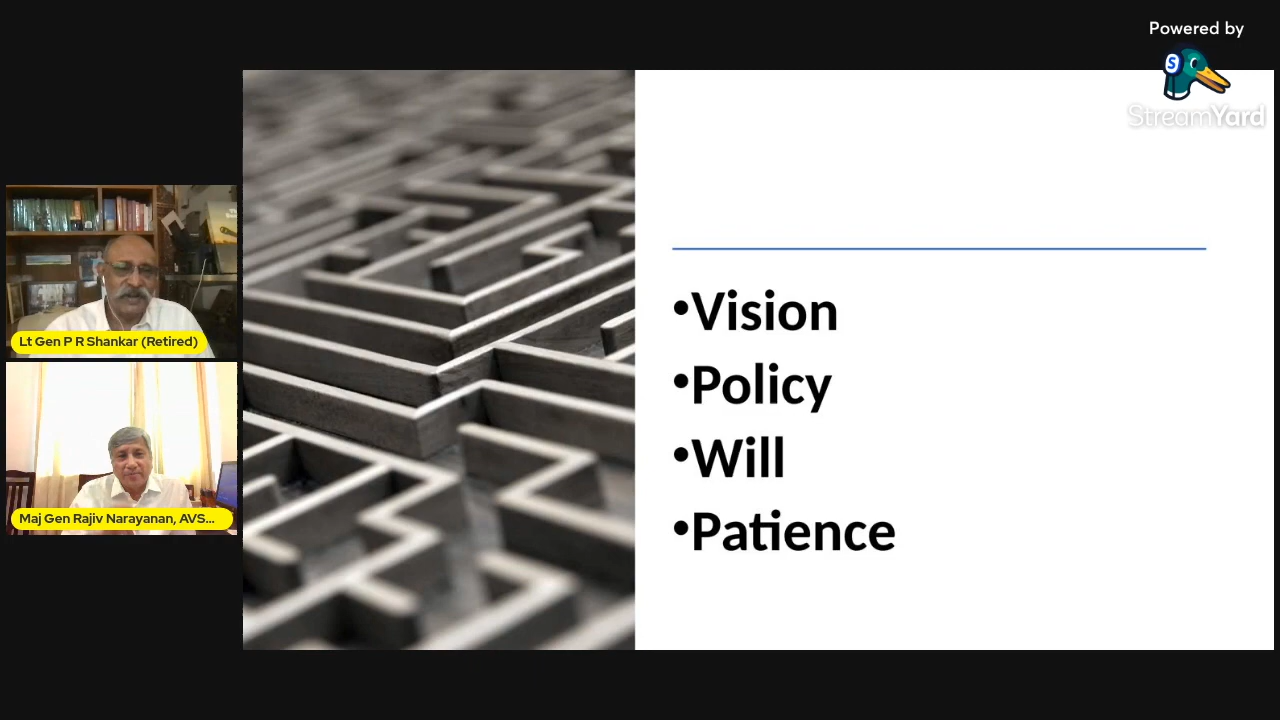 Powered by
StreamYard
Lt Gen P R Shankar (Retired)
Maj Gen Rajiv Narayanan, AVS...
•Vision
•Policy
•Will
•Patience